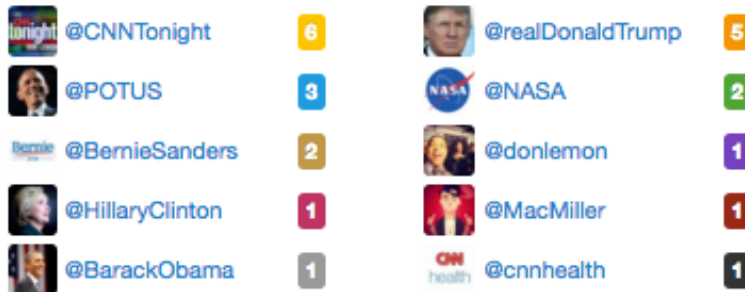 CNN tonight @CNNTonight 6
@realDonaldTrump 5
@POTUS 3
NASA @NASA 2
Bernie @BernieSanders 2
@donlemon 1
@HillaryClinton 1
@MacMiller 1
@BarackObama 1
CNN health @cnnhealth 1